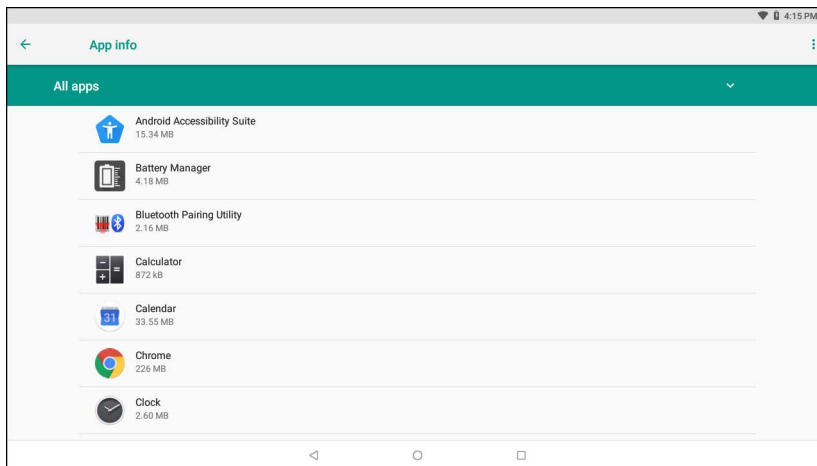 4:15 PM
App info
All apps
Android Accessibility Suite
15.34 MB
Battery Manager
4.18 MB
Bluetooth Pairing Utility
2.16 MB
Calculator
872 kB
31
Calendar
33.55 MB
Chrome
226 MB
Clock
2.60 MB